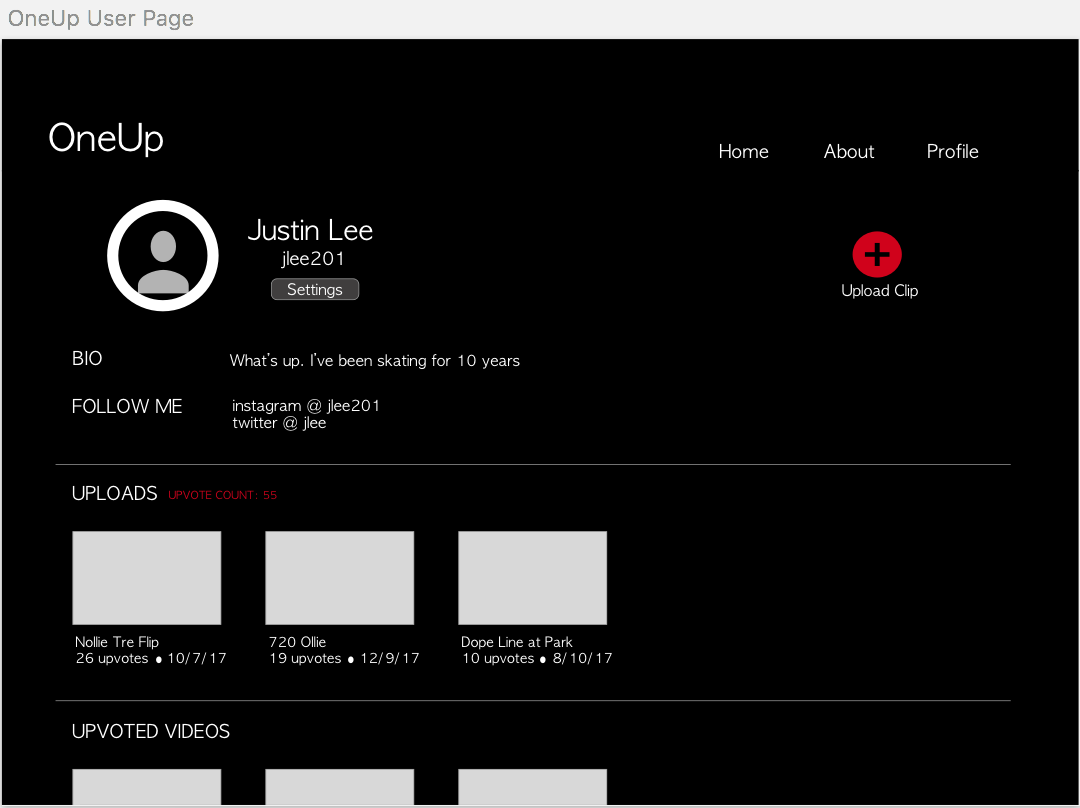 OneUp User Page
OneUp
Home About Profile
Justin Lee
jlee201
Settings
Upload Clip
BIO What's up. I've been skating for 10 years
FOLLOW ME instagram @ jlee201
twitter @ jlee
UPLOADS UPVOTE COUNT: 55
Nollie Tre Flip
26 upvotes ● 10/7/17
720 Ollie
19 upvotes ● 12/9/17
Dope Line at Park
10 upvotes ● 8/10/17
UPVOTED VIDEOS